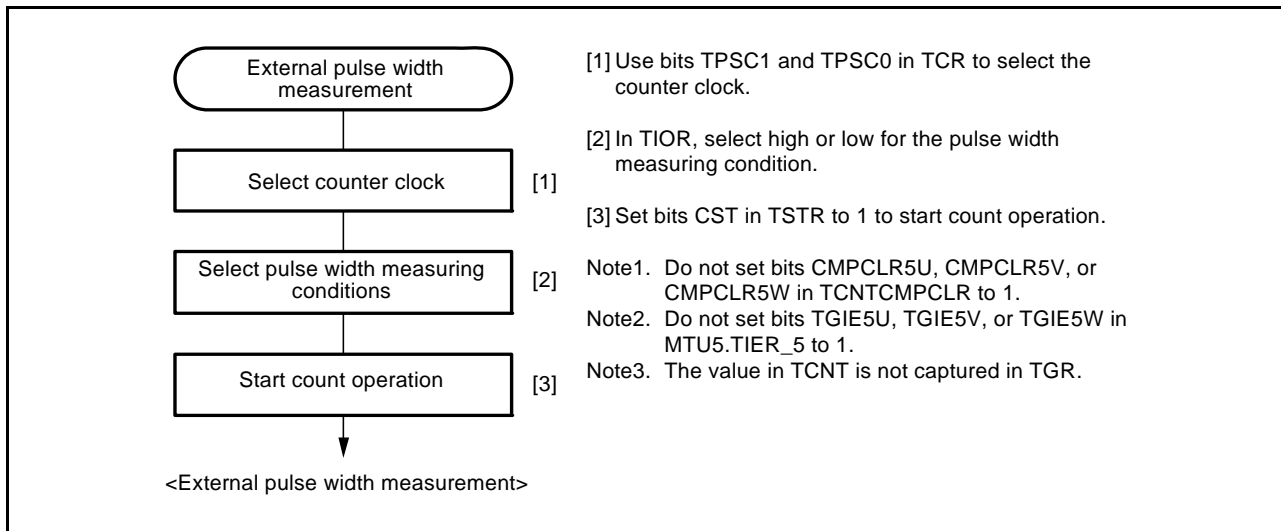 External pulse width
measurement
Select counter clock
[1]
Select pulse width measuring
conditions
[2]
Start count operation
[3]
<External pulse width measurement>
[1] Use bits TPSC1 and TPSC0 in TCR to select the
counter clock.
[2] In TIOR, select high or low for the pulse width
measuring condition.
[3] Set bits CST in TSTR to 1 to start count operation.
Note1. Do not set bits CMPCLR5U, CMPCLR5V, or
CMPCLR5W in TCNTCMPCLR to 1.
Note2. Do not set bits TGIE5U, TGIE5V, or TGIE5W in
MTU5.TIER_5 to 1.
Note3. The value in TCNT is not captured in TGR.